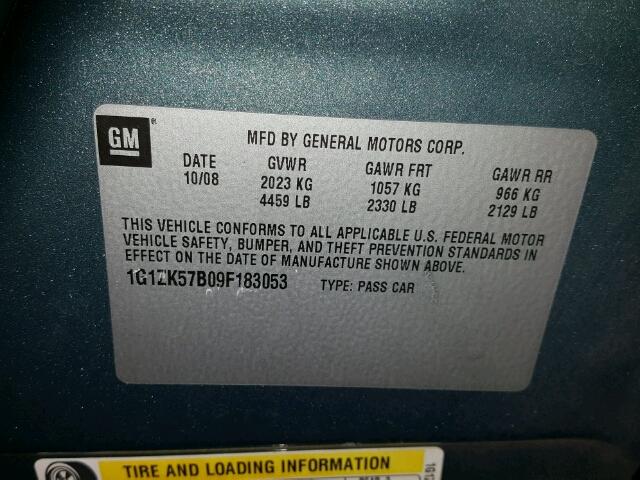 GM®
MFD BY GENERAL MOTORS CORP.
DATE GVWR GAWR FRT GAWR RR
10/08 2023 KG 1057 KG 966 KG
4459 LB 2330 LB 2129 LB
THIS VEHICLE CONFORMS TO ALL APPLICABLE U.S. FEDERAL MOTOR
VEHICLE SAFETY, BUMPER, AND THEFT PREVENTION STANDARDS IN
EFFECT ON THE DATE OF MANUFACTURE SHOWN ABOVE.
1G1ZK57B09F183053 TYPE: PASS CAR
TIRE AND LOADING INFORMATION